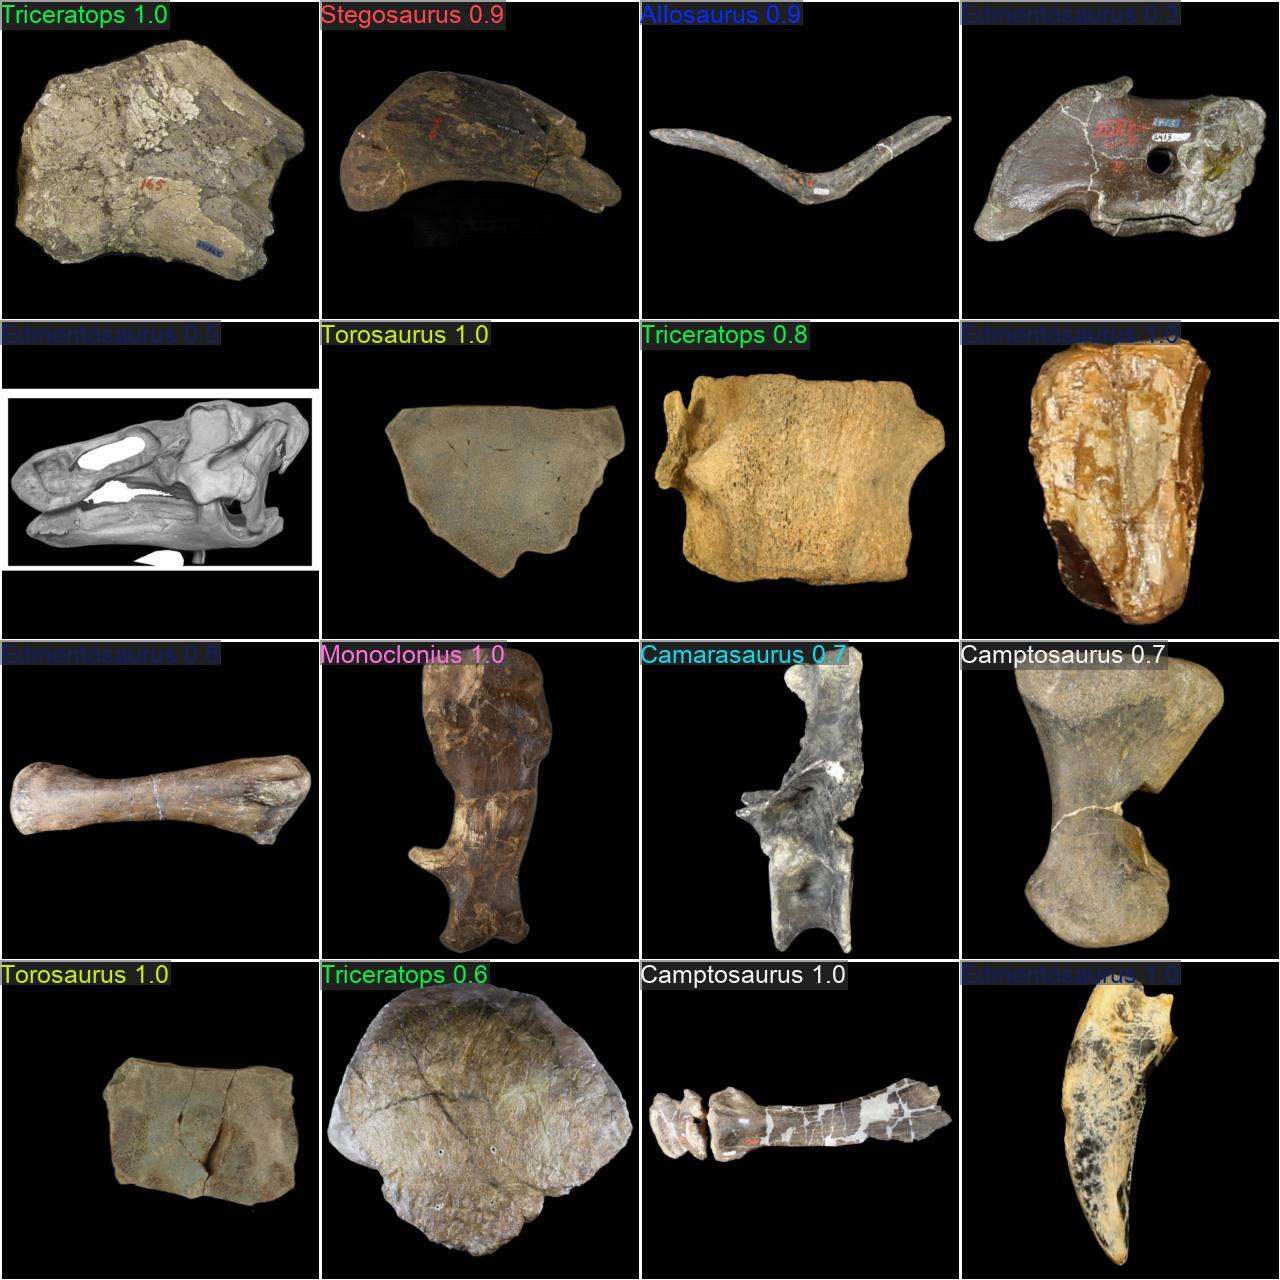 Triceratops 1.0
Stegosaurus 0.9
Allosaurus 0.9
Edmontosaurus 0.3
165
Edmontosaurus 0.5
Torosaurus 1.0
Triceratops 0.8
Edmontosaurus 1.0
Edmontosaurus 0.8
Monoclonius 1.0
Camarasaurus 0.7
Camptosaurus 0.7
Torosaurus 1.0
Triceratops 0.6
Camptosaurus 1.0
Edmontosaurus 1.0